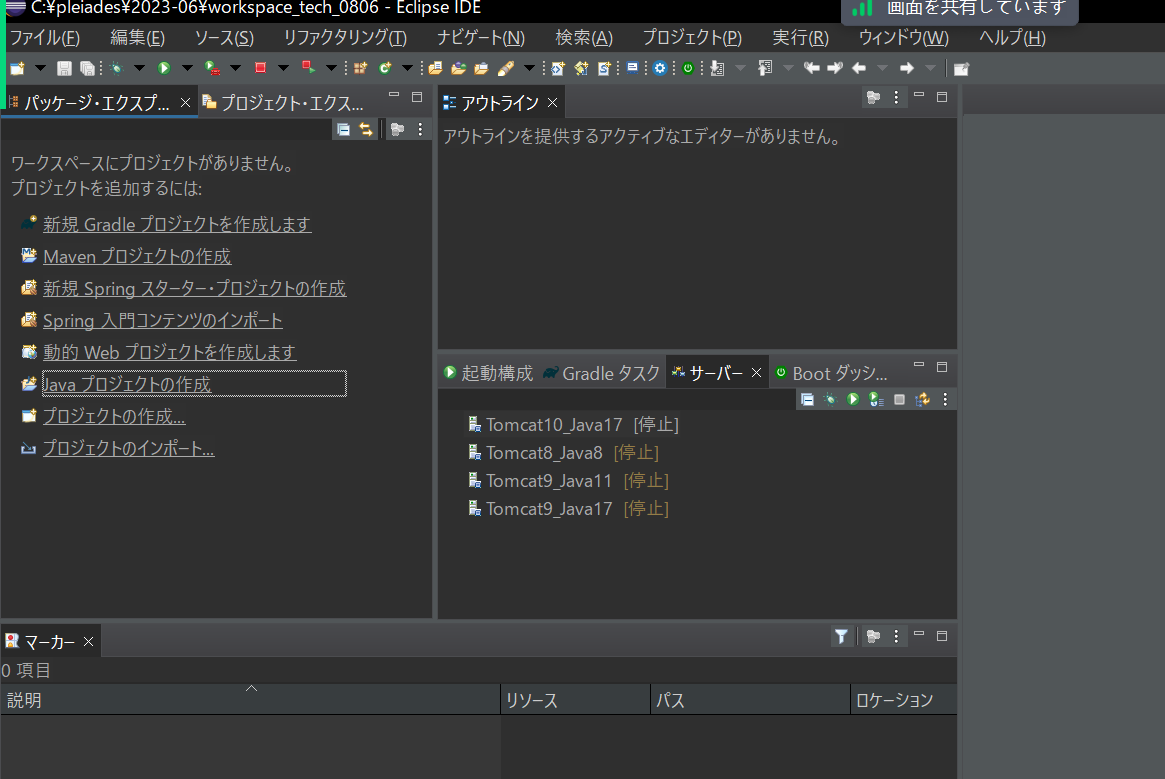 C:¥pleiades¥2023-06¥workspace_tech_0806 - Eclipse IDE
画面を共有しています
ファイル(F) 編集(E) ソース(S) リファクタリング(T) ナビゲート(N) 検索(A) プロジェクト(P) 実行(R) ウィンドウ(W) ヘルプ(H)
パッケージ・エクスプ...
プロジェクト・エクス...
ワークスペースにプロジェクトがありません。
プロジェクトを追加するには:
新規 Gradle プロジェクトを作成します
Maven プロジェクトの作成
新規 Spring スターター・プロジェクトの作成
Spring 入門コンテンツのインポート
動的 Web プロジェクトを作成します
Java プロジェクトの作成
プロジェクトの作成...
プロジェクトのインポート...
アウトライン
アウトラインを提供するアクティブなエディターがありません。
起動構成 Gradle タスク サーバー Boot ダッシ...
Tomcat10_Java17 [停止]
Tomcat8_Java8 [停止]
Tomcat9_Java11 [停止]
Tomcat9_Java17 [停止]
マーカー
0 項目
説明 リソース パス ロケーション